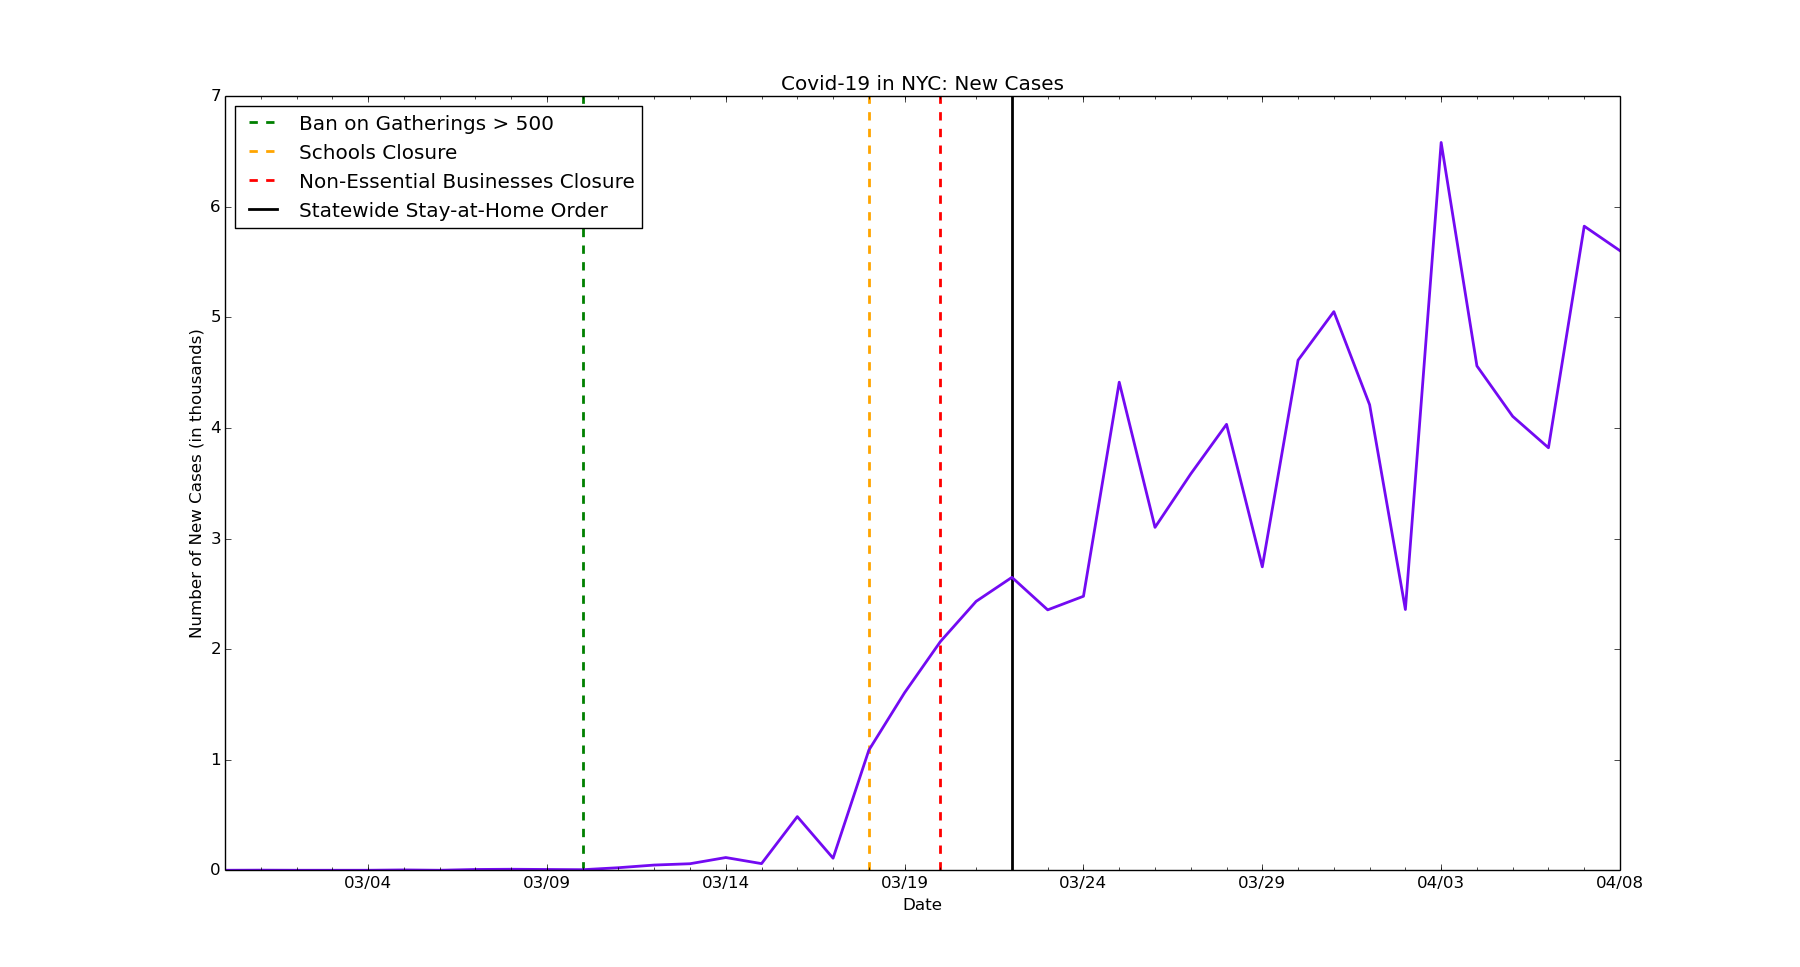 Covid-19 in NYC: New Cases
Ban on Gatherings > 500
Schools Closure
Non-Essential Businesses Closure
Statewide Stay-at-Home Order
Number of New Cases (in thousands)
7
6
5
4
3
2
1
0
03/04 03/09 03/14 03/19 03/24 03/29 04/03 04/08
Date